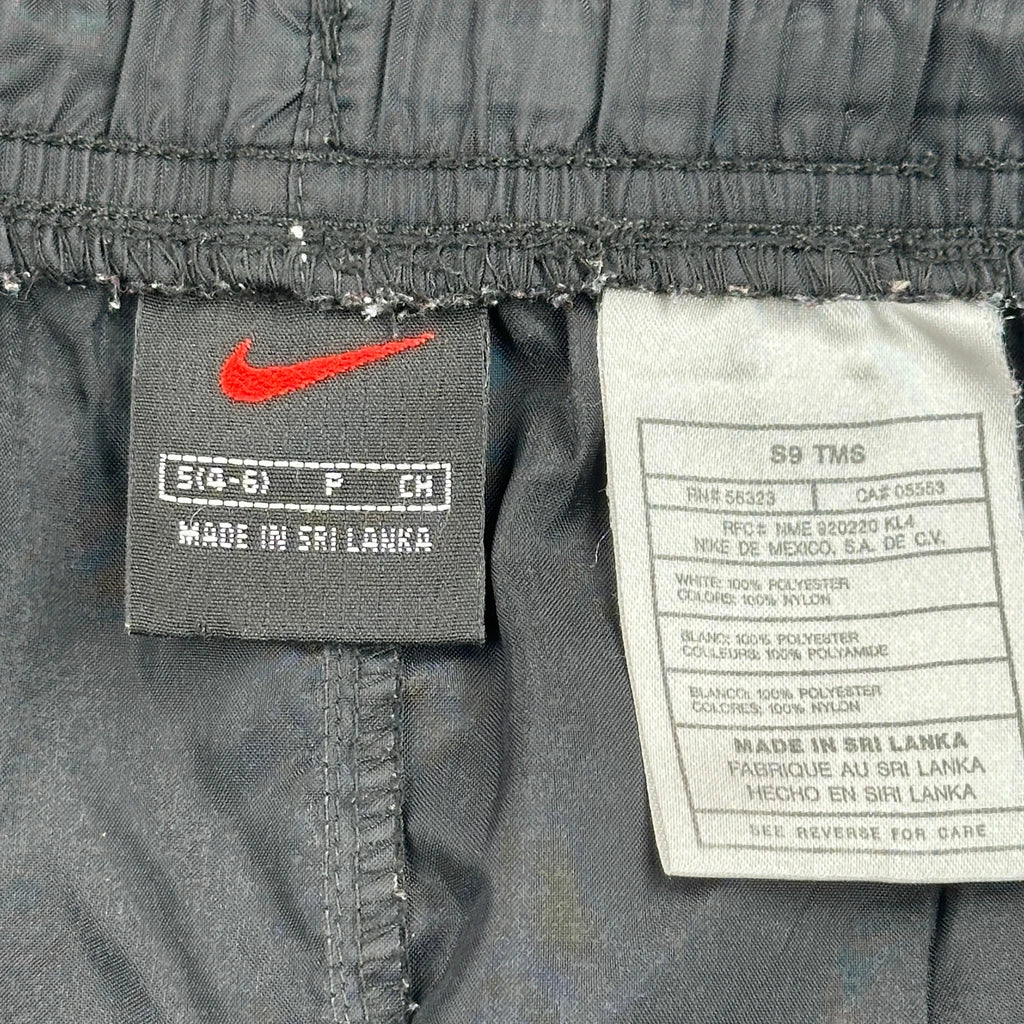 S(4-6) P CH
MADE IN SRI LANKA
S9 TMS
RN# 56323 CA# 05553
RFC# NME 920220 KL4
NIKE DE MEXICO, S.A. DE C.V.
WHITE: 100% POLYESTER
COLORS: 100% NYLON
BLANC: 100% POLYESTER
COULEURS: 100% POLYAMIDE
BLANCO: 100% POLYESTER
COLORES: 100% NYLON
MADE IN SRI LANKA
FABRIQUE AU SRI LANKA
HECHO EN SIRI LANKA
SEE REVERSE FOR CARE